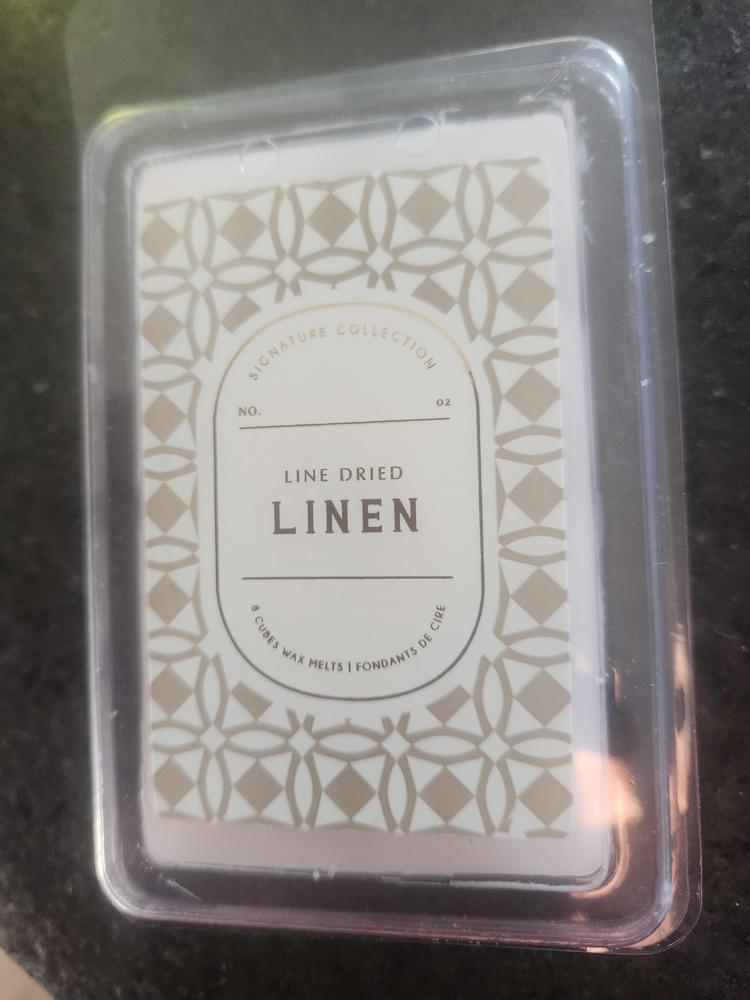 SIGNATURE COLLECTION
NO. 02
LINE DRIED
LINEN
8 CUBES WAX MELTS | FONDANTS DE CIRE